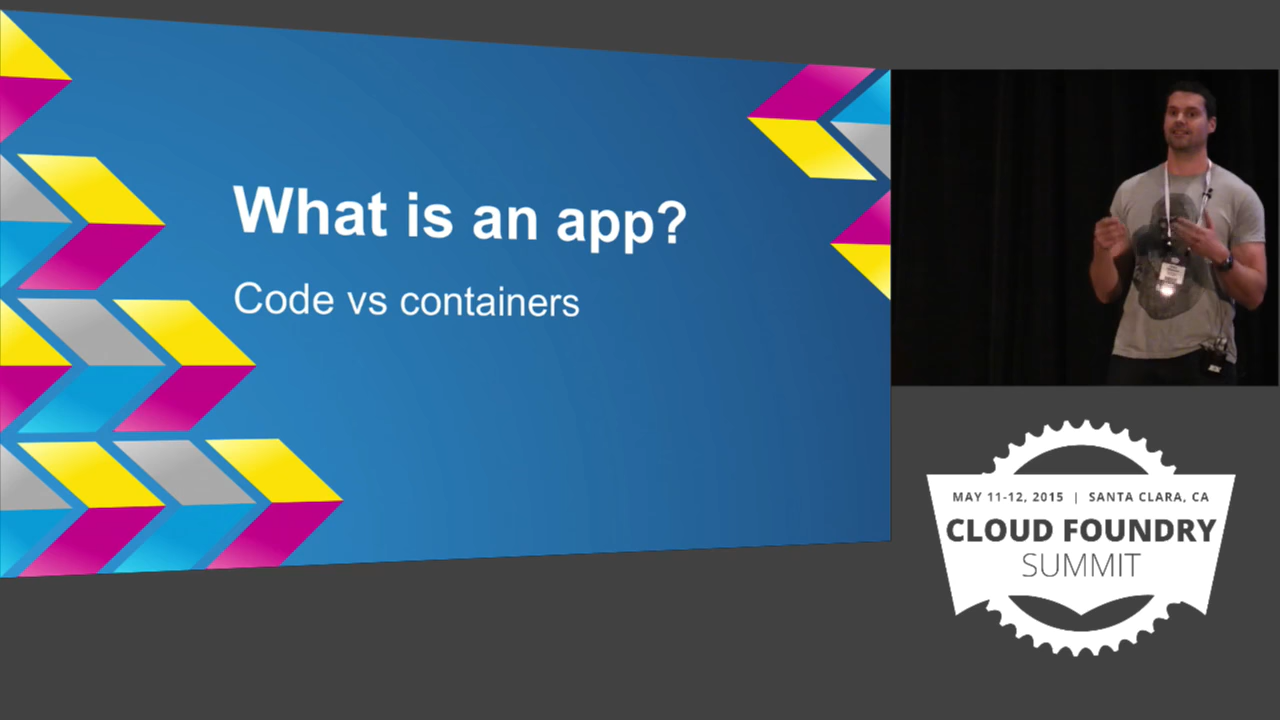 What is an app?
Code vs containers
MAY 11-12, 2015 | SANTA CLARA, CA
CLOUD FOUNDRY
SUMMIT